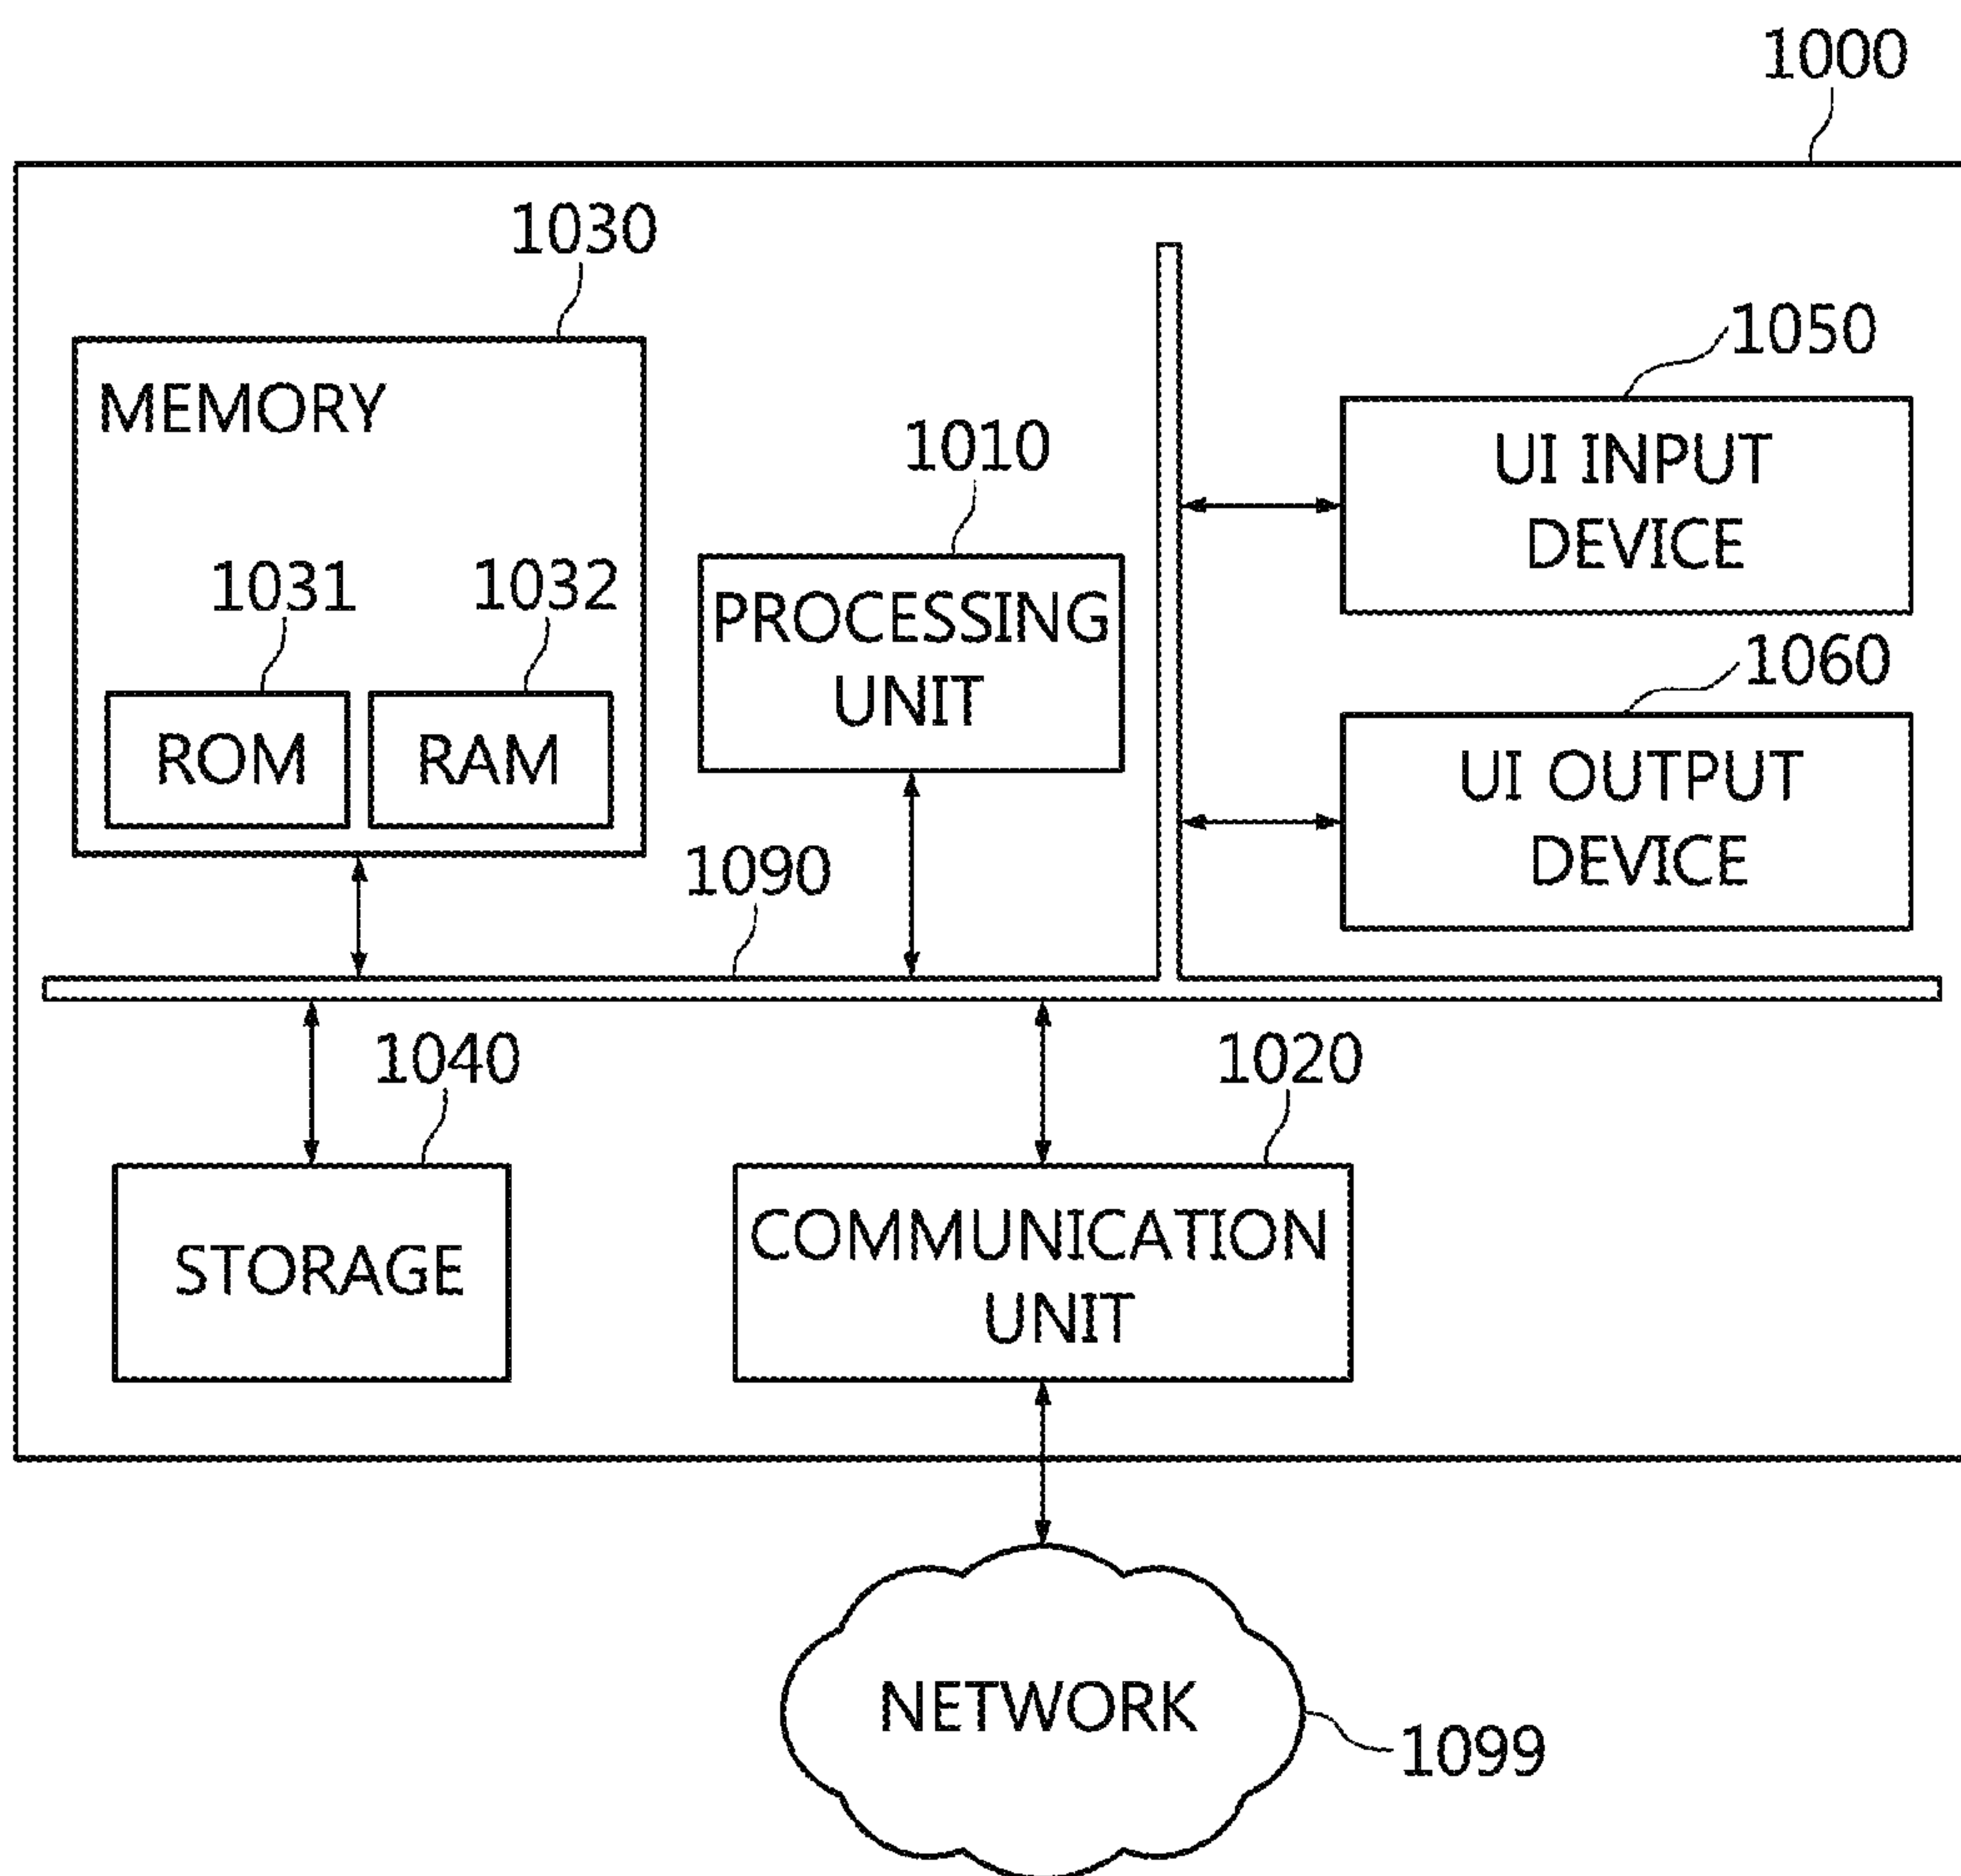 1000
1030
MEMORY
1031
1032
ROM
RAM
1010
PROCESSING
UNIT
1050
UI INPUT
DEVICE
1060
UI OUTPUT
DEVICE
1090
1040
STORAGE
1020
COMMUNICATION
UNIT
NETWORK
1099